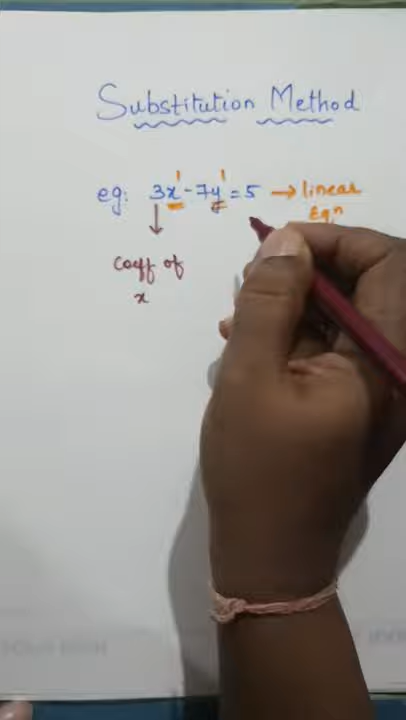 Substitution Method
eg: 3x¹ - 7y¹ = 5 → linear
Eqⁿ
Coeff of
x